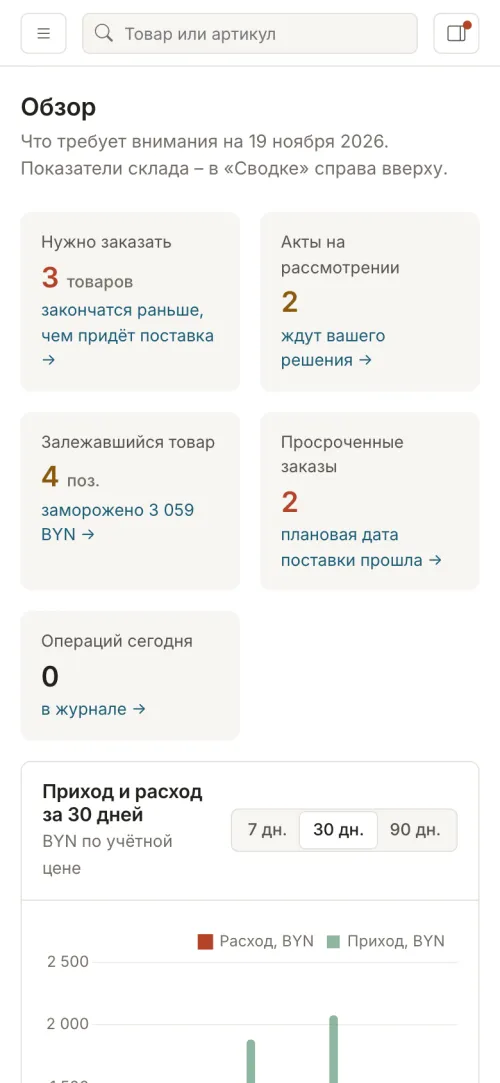 Товар или артикул
Обзор
Что требует внимания на 19 ноября 2026.
Показатели склада – в «Сводке» справа вверху.
Нужно заказать
3 товаров
закончатся раньше,
чем придёт поставка
→
Акты на
рассмотрении
2
ждут вашего
решения →
Залежавшийся товар
4 поз.
заморожено 3 059
BYN →
Просроченные
заказы
2
плановая дата
поставки прошла →
Операций сегодня
0
в журнале →
Приход и расход
за 30 дней
BYN по учётной
цене
7 дн. 30 дн. 90 дн.
Расход, BYN Приход, BYN
2 500
2 000